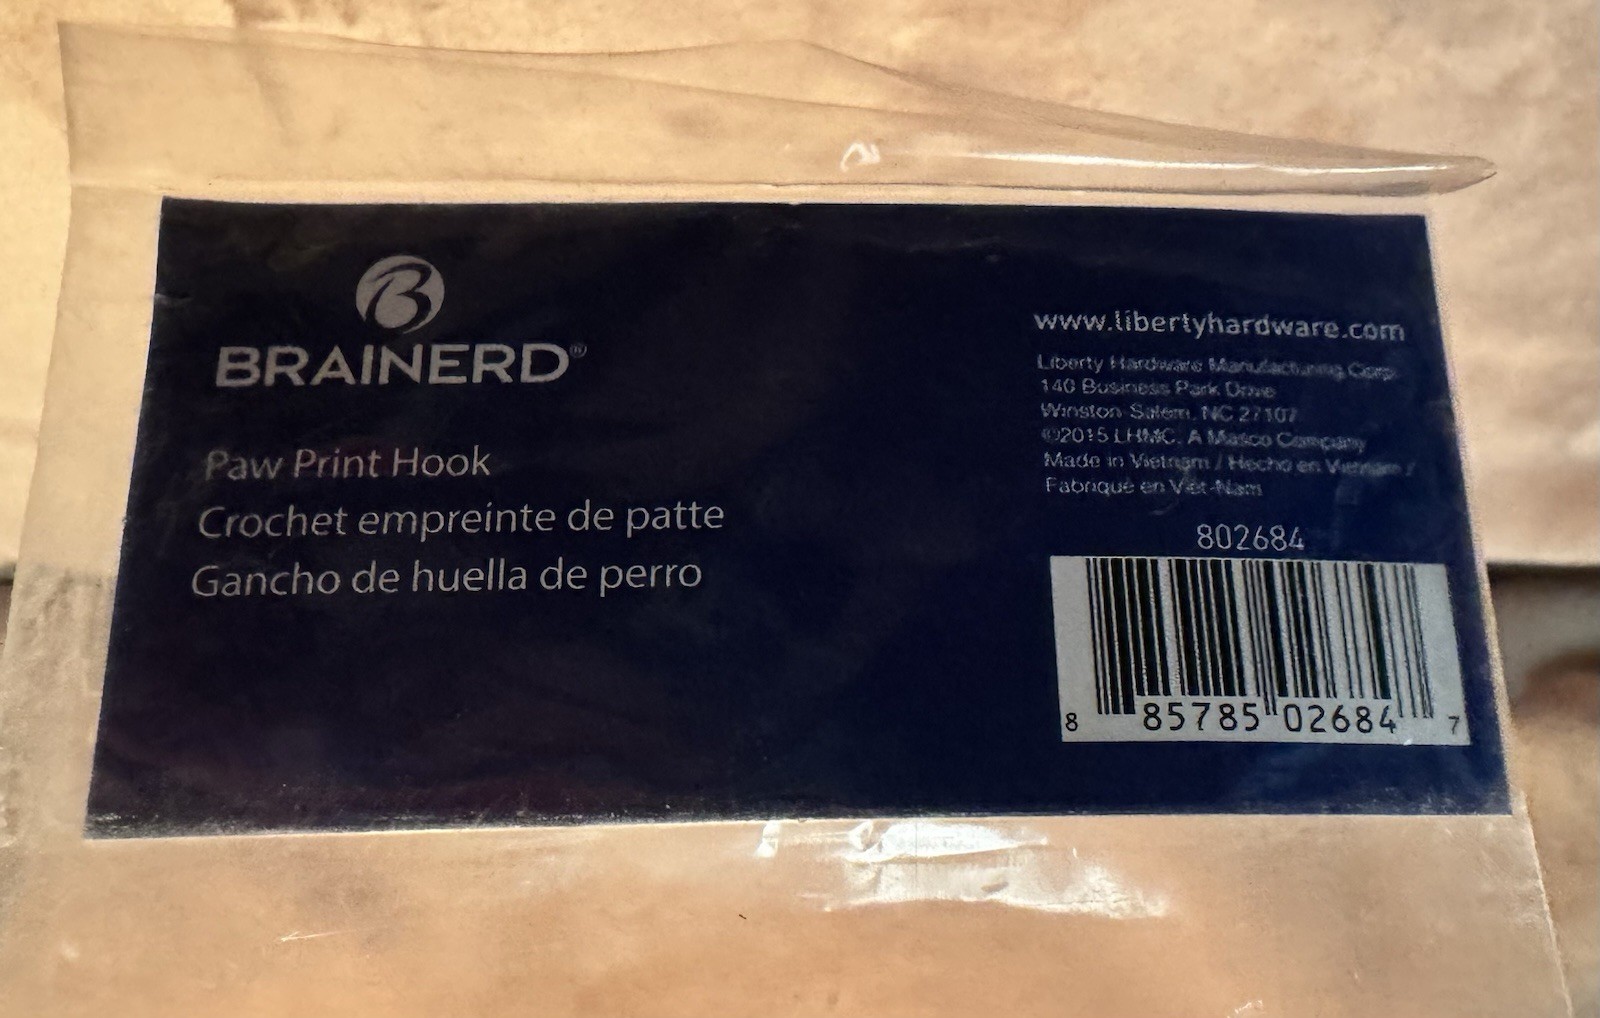 B
BRAINERD®
Paw Print Hook
Crochet empreinte de patte
Gancho de huella de perro
www.libertyhardware.com
Liberty Hardware Manufacturing Corp.
140 Business Park Drive
Winston-Salem, NC 27107
©2015 LHMC, A Masco Company
Made in Vietnam / Hecho en Vietnam /
Fabriqué en Viet-Nam
802684
8 85785 02684 7